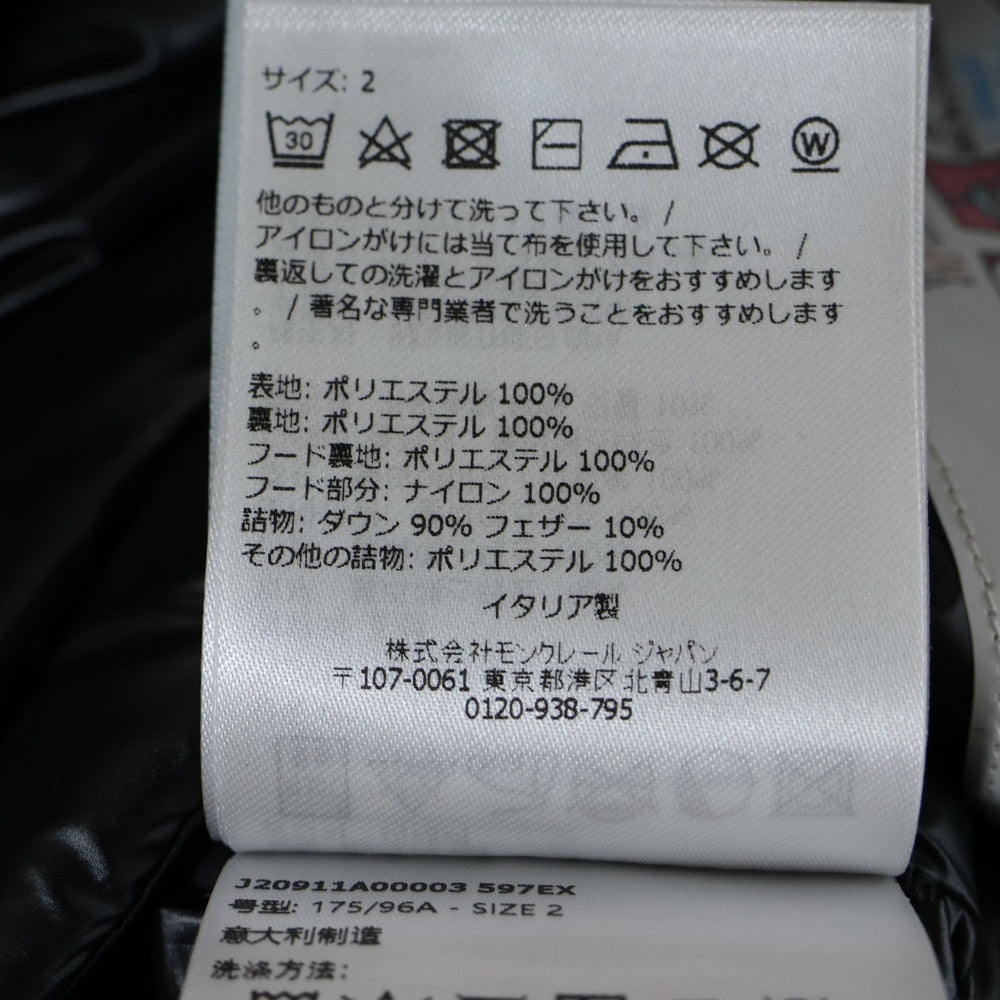 サイズ: 2
30 W
他のものと分けて洗って下さい。 /
アイロンがけには当て布を使用して下さい。 /
裏返しての洗濯とアイロンがけをおすすめします
。 / 著名な専門業者で洗うことをおすすめします
。
表地: ポリエステル 100%
裏地: ポリエステル 100%
フード裏地: ポリエステル 100%
フード部分: ナイロン 100%
詰物: ダウン 90% フェザー 10%
その他の詰物: ポリエステル 100%
イタリア製
株式会社モンクレール ジャパン
〒107-0061 東京都港区北青山3-6-7
0120-938-795
J20911A00003 597EX
号型: 175/96A - SIZE 2
意大利制造
洗涤方法: